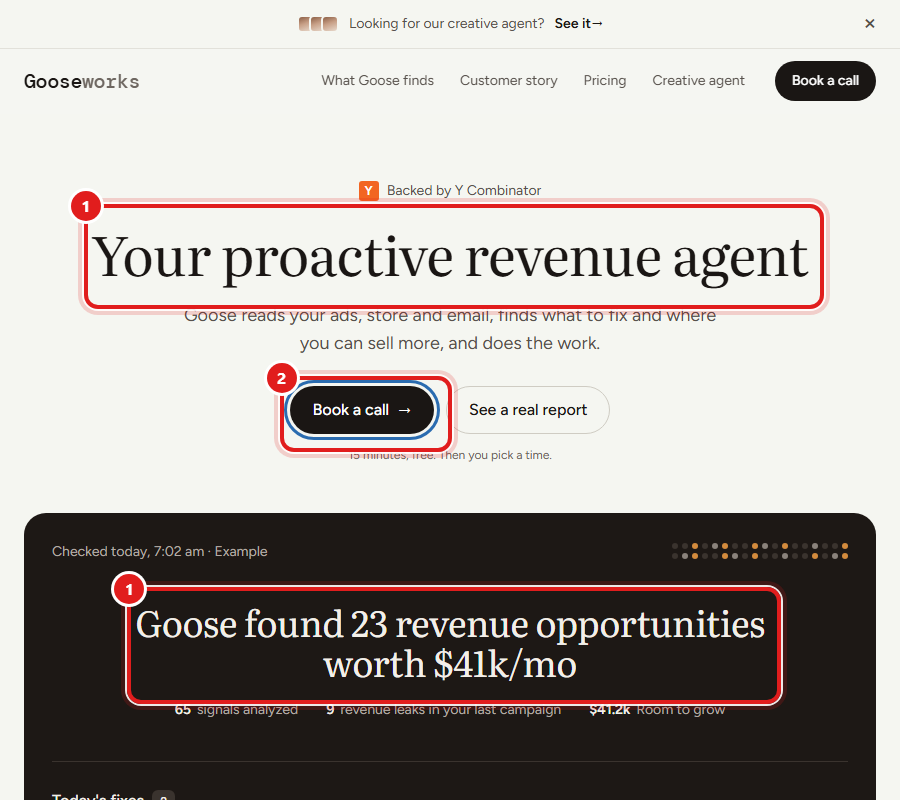 Looking for our creative agent? See it→ ×
Gooseworks What Goose finds Customer story Pricing Creative agent Book a call
Y Backed by Y Combinator
1
Your proactive revenue agent
Goose reads your ads, store and email, finds what to fix and where
you can sell more, and does the work.
2
Book a call → See a real report
15 minutes, free. Then you pick a time.
Checked today, 7:02 am · Example
1
Goose found 23 revenue opportunities
worth $41k/mo
65 signals analyzed 9 revenue leaks in your last campaign $41.2k Room to grow
Today's fixes